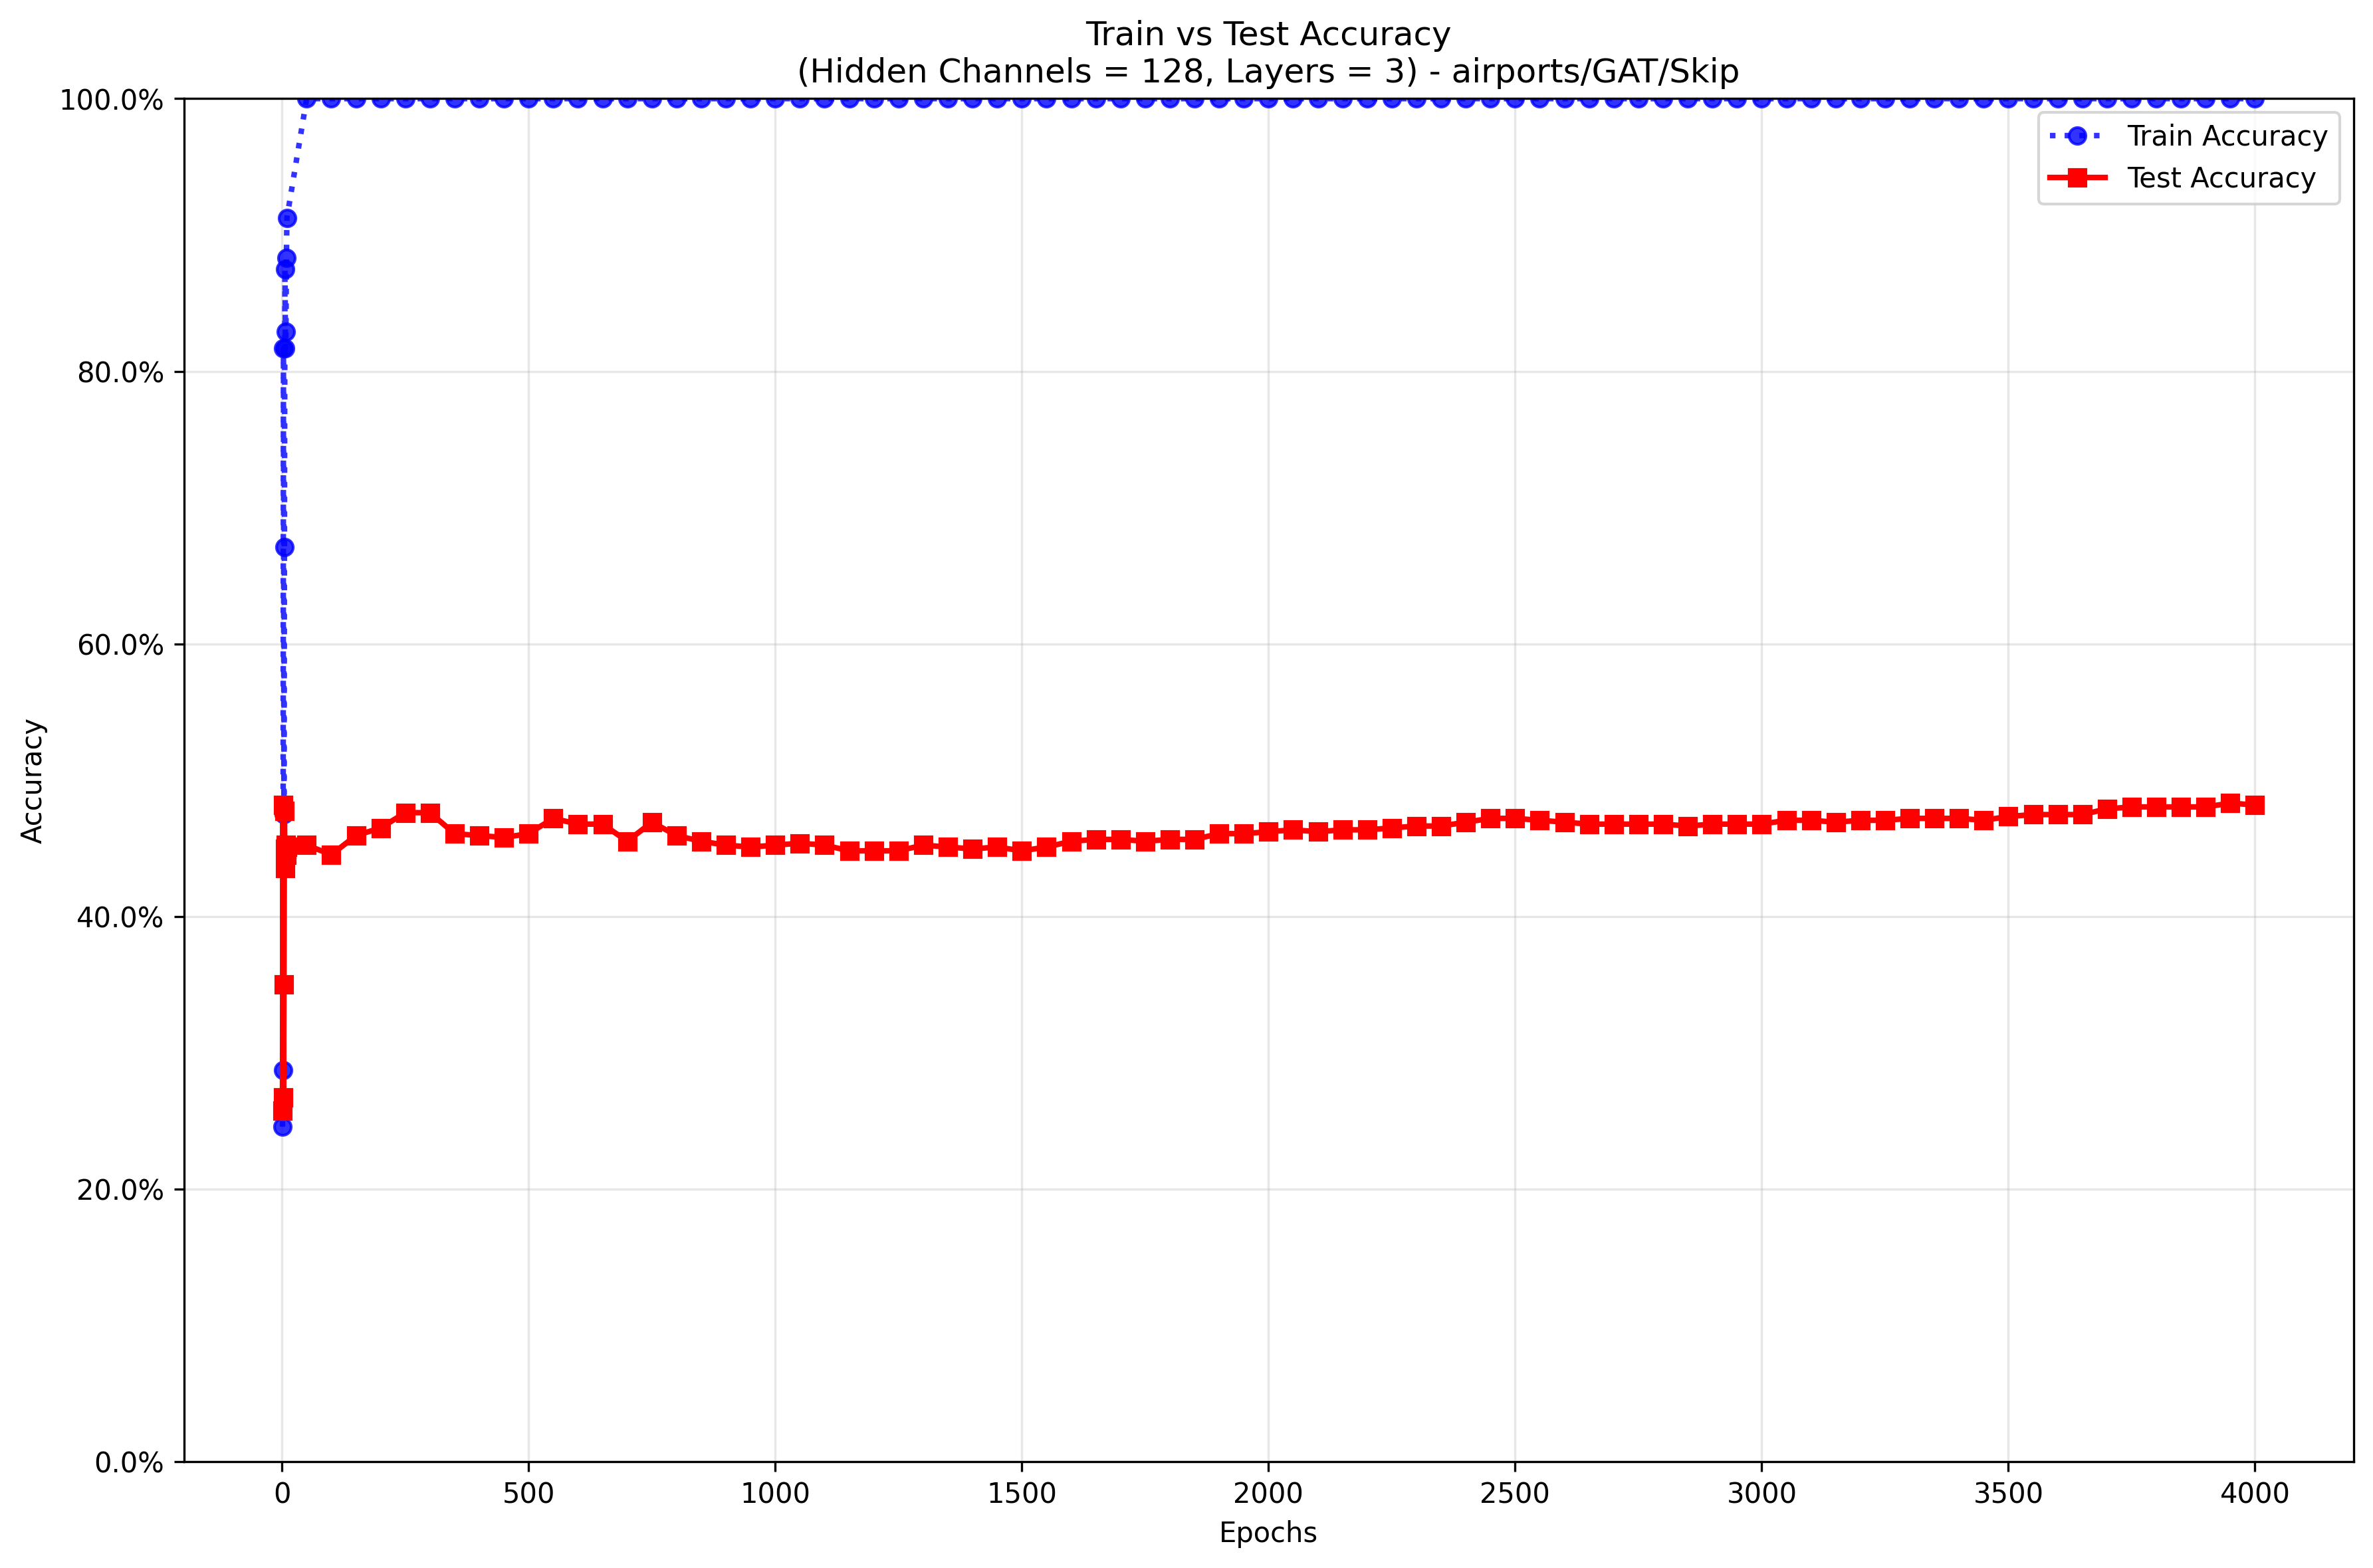 Train vs Test Accuracy
(Hidden Channels = 128, Layers = 3) - airports/GAT/Skip
100.0%
80.0%
60.0%
40.0%
20.0%
0.0%
Accuracy
Train Accuracy
Test Accuracy
0 500 1000 1500 2000 2500 3000 3500 4000
Epochs